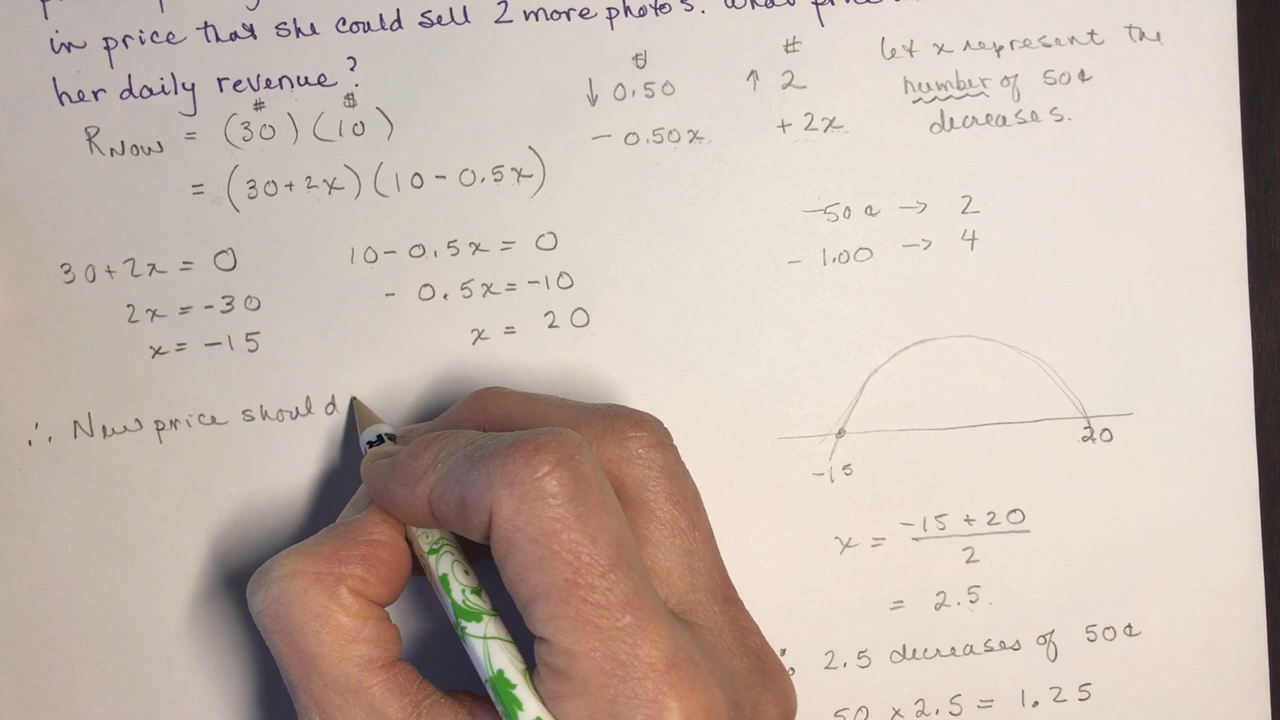 in price that she could sell 2 more photos. What
her daily revenue?
# $
R NOW = (30)(10)
= (30+2x)(10-0.5x)
$ #
↓ 0.50 ↑ 2
- 0.50x +2x
let x represent the
number of 50¢
decreases.
-50¢ → 2
- 1.00 → 4
30+2x = 0
2x = -30
x = -15
10-0.5x = 0
- 0.5x = -10
x = 20
∴ New price should
-15 20
x = (-15 + 20)/2
= 2.5
∴ 2.5 decreases of 50¢
50 x 2.5 = 1.25